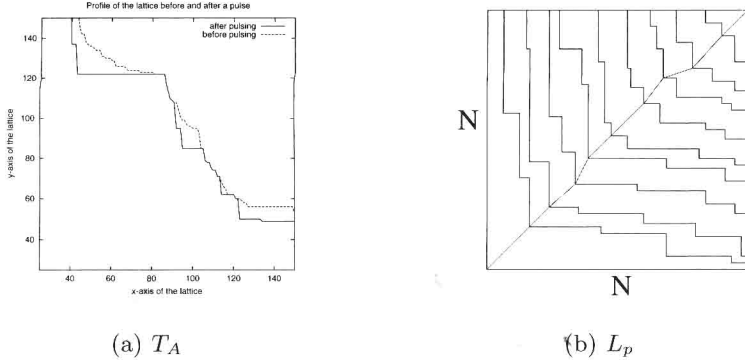 Profile of the lattice before and after a pulse
after pulsing
before pulsing
140
120
100
80
60
40
y-axis of the lattice
40 60 80 100 120 140
x-axis of the lattice
N
N
(a) T_A
(b) L_p